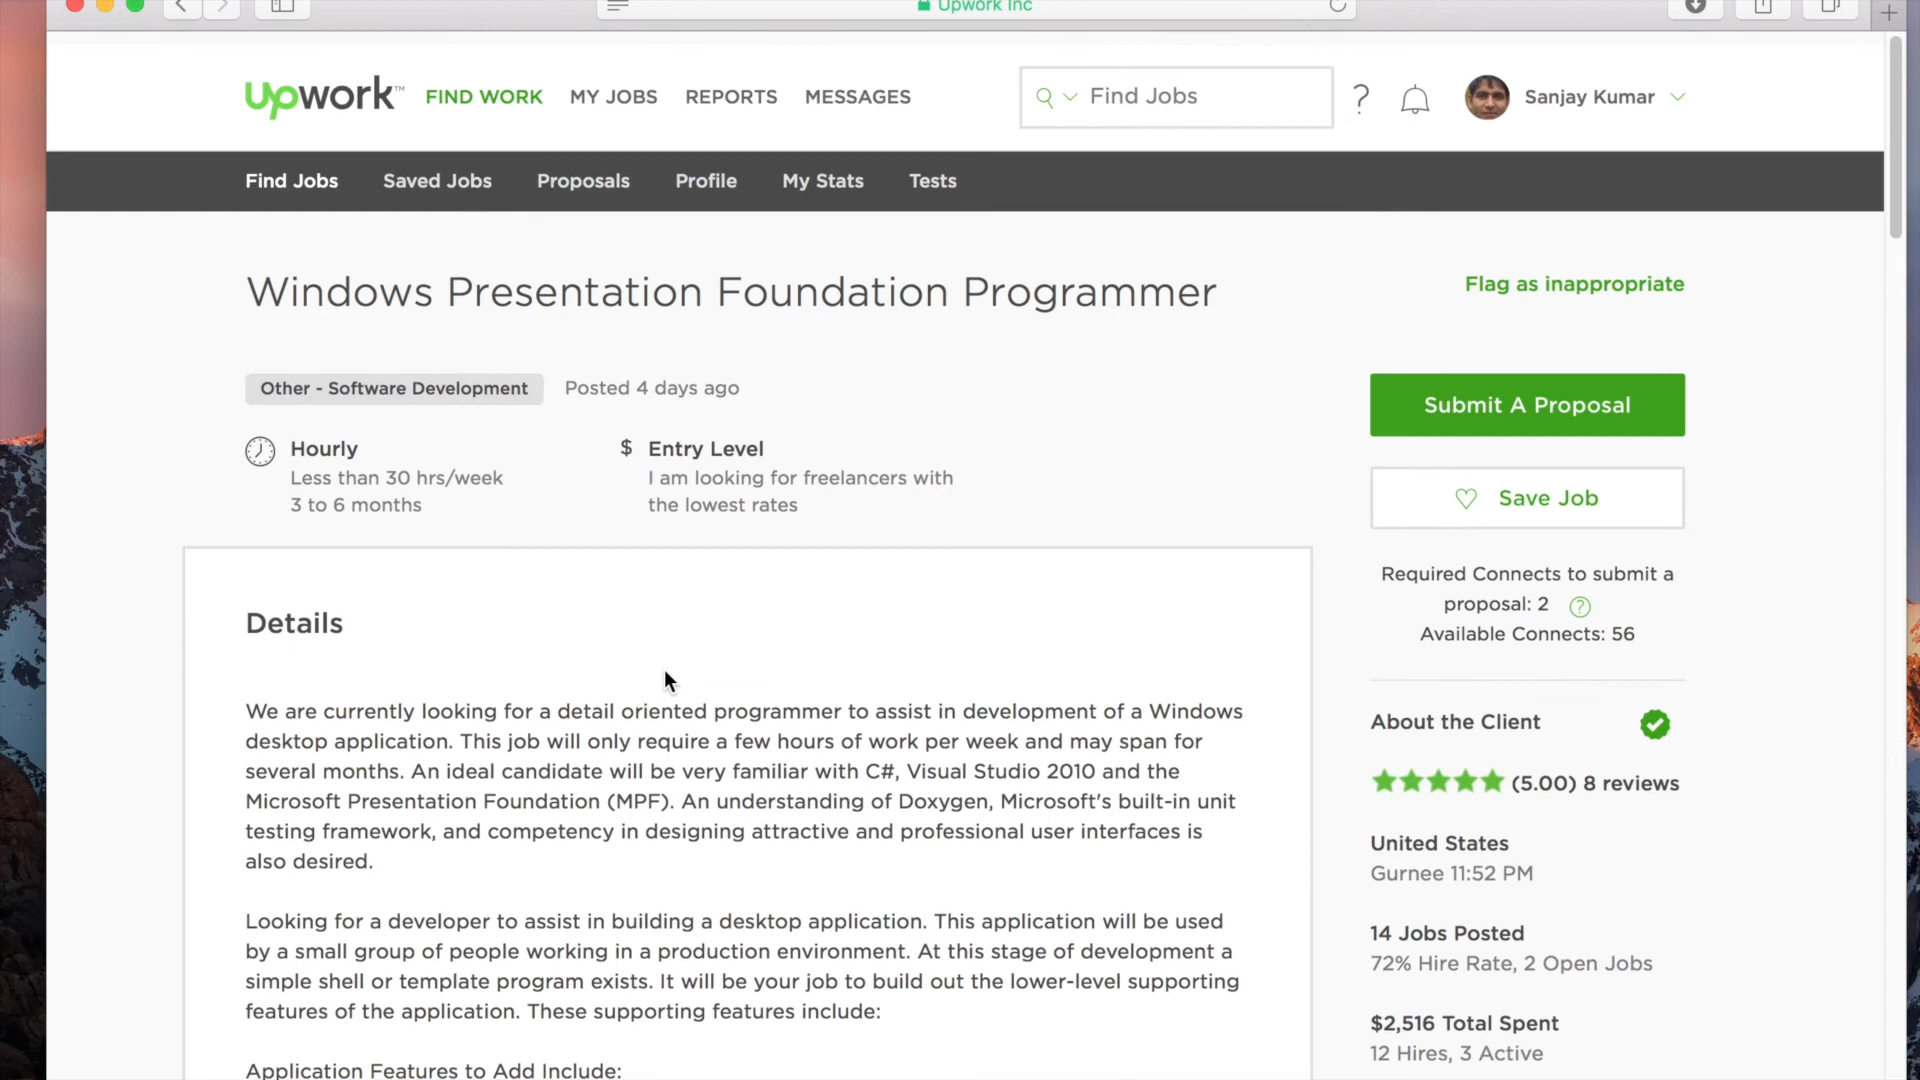 Upwork Inc
upwork™ FIND WORK MY JOBS REPORTS MESSAGES Find Jobs ? Sanjay Kumar
Find Jobs Saved Jobs Proposals Profile My Stats Tests
Windows Presentation Foundation Programmer
Flag as inappropriate
Other - Software Development Posted 4 days ago
Submit A Proposal
Hourly
Less than 30 hrs/week
3 to 6 months
$ Entry Level
I am looking for freelancers with
the lowest rates
Save Job
Required Connects to submit a
proposal: 2 ?
Available Connects: 56
Details
We are currently looking for a detail oriented programmer to assist in development of a Windows
desktop application. This job will only require a few hours of work per week and may span for
several months. An ideal candidate will be very familiar with C#, Visual Studio 2010 and the
Microsoft Presentation Foundation (MPF). An understanding of Doxygen, Microsoft's built-in unit
testing framework, and competency in designing attractive and professional user interfaces is
also desired.
Looking for a developer to assist in building a desktop application. This application will be used
by a small group of people working in a production environment. At this stage of development a
simple shell or template program exists. It will be your job to build out the lower-level supporting
features of the application. These supporting features include:
Application Features to Add Include:
About the Client
(5.00) 8 reviews
United States
Gurnee 11:52 PM
14 Jobs Posted
72% Hire Rate, 2 Open Jobs
$2,516 Total Spent
12 Hires, 3 Active